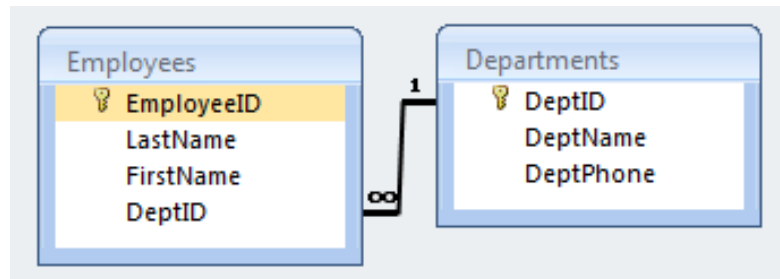 Employees
EmployeeID
LastName
FirstName
DeptID
1
∞
Departments
DeptID
DeptName
DeptPhone